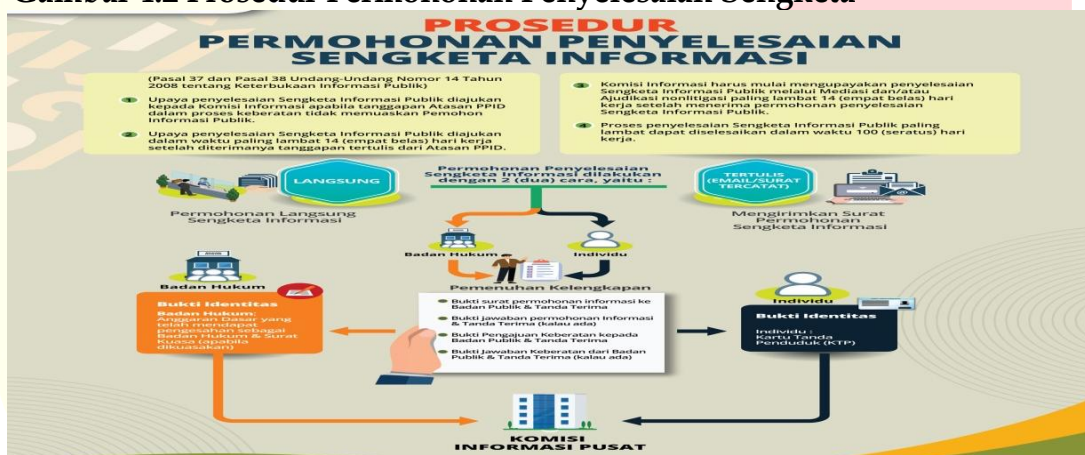 Gambar 1.2 Prosedur Permohonan Penyelesaian Sengketa
PROSEDUR
PERMOHONAN PENYELESAIAN
SENGKETA INFORMASI
(Pasal 37 dan Pasal 38 Undang-Undang Nomor 14 Tahun
2008 tentang Keterbukaan Informasi Publik)
1 Upaya penyelesaian Sengketa Informasi Publik diajukan
kepada Komisi Informasi apabila tanggapan Atasan PPID
dalam proses keberatan tidak memuaskan Pemohon
Informasi Publik.
2 Upaya penyelesaian Sengketa Informasi Publik diajukan
dalam waktu paling lambat 14 (empat belas) hari kerja
setelah diterimanya tanggapan tertulis dari Atasan PPID.
3 Komisi Informasi harus mulai mengupayakan penyelesaian
Sengketa Informasi Publik melalui Mediasi dan/atau
Ajudikasi nonlitigasi paling lambat 14 (empat belas) hari
kerja setelah menerima permohonan penyelesaian
Sengketa Informasi Publik.
4 Proses penyelesaian Sengketa Informasi Publik paling
lambat dapat diselesaikan dalam waktu 100 (seratus) hari
kerja.
Permohonan Penyelesaian
Sengketa Informasi dilakukan
dengan 2 (dua) cara, yaitu :
LANGSUNG
Permohonan Langsung
Sengketa Informasi
TERTULIS
(EMAIL/SURAT
TERCATAT)
Mengirimkan Surat
Permohonan
Sengketa Informasi
Badan Hukum
Individu
Pemenuhan Kelengkapan
Bukti surat permohonan informasi ke
Badan Publik & Tanda Terima
Bukti jawaban permohonan Informasi
& Tanda Terima (kalau ada)
Bukti Pengajuan Keberatan kepada
Badan Publik & Tanda Terima
Bukti Jawaban Keberatan dari Badan
Publik & Tanda Terima (kalau ada)
Badan Hukum
Bukti Identitas
Badan Hukum:
Anggaran Dasar yang
telah mendapat
pengesahan sebagai
Badan Hukum & Surat
Kuasa (apabila
dikuasakan)
Individu
Bukti Identitas
Individu :
Kartu Tanda
Penduduk (KTP)
KOMISI
INFORMASI PUSAT